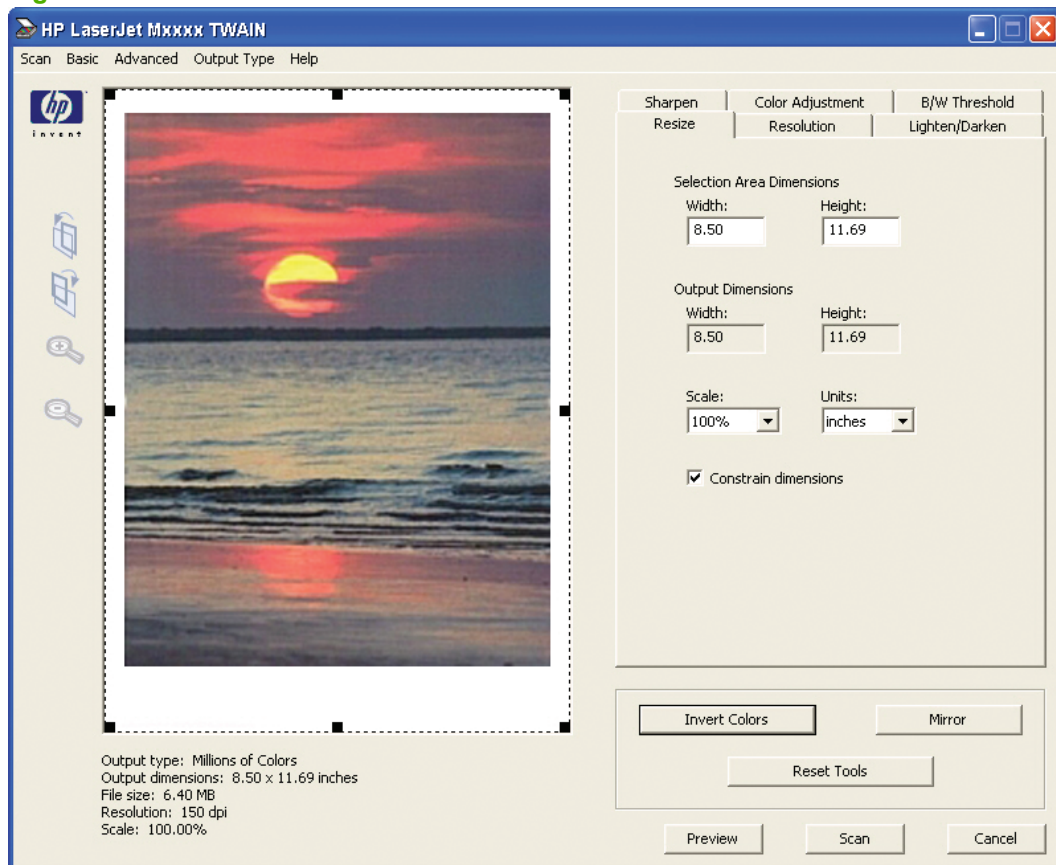 HP LaserJet Mxxxx TWAIN
Scan Basic Advanced Output Type Help
hp
invent
Sharpen Color Adjustment B/W Threshold
Resize Resolution Lighten/Darken
Selection Area Dimensions
Width: Height:
8.50 11.69
Output Dimensions
Width: Height:
8.50 11.69
Scale: Units:
100% inches
Constrain dimensions
Invert Colors Mirror
Reset Tools
Output type: Millions of Colors
Output dimensions: 8.50 x 11.69 inches
File size: 6.40 MB
Resolution: 150 dpi
Scale: 100.00%
Preview Scan Cancel